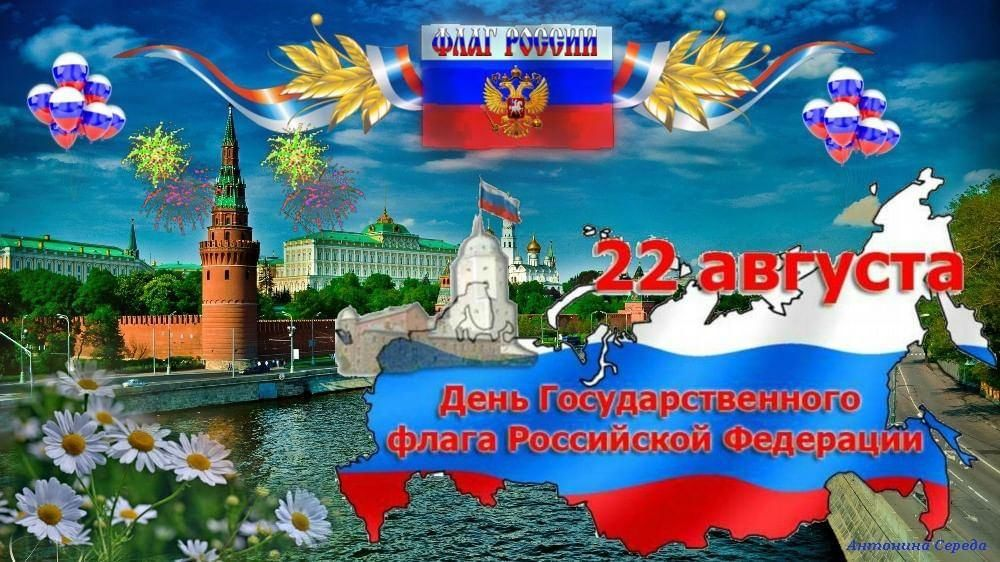 ФЛАГ РОССИИ
22 августа
День Государственного
флага Российской Федерации
Антонина Середа